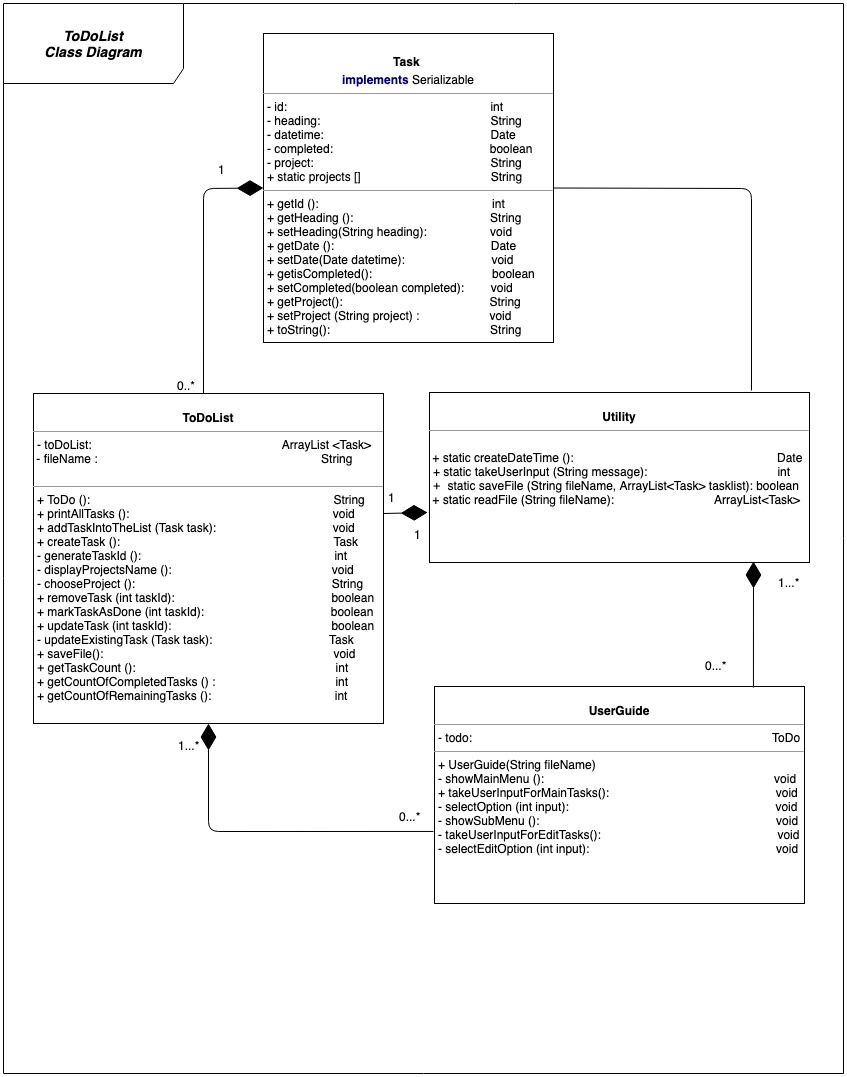 ToDoList
Class Diagram
Task
implements Serializable
- id: int
- heading: String
- datetime: Date
- completed: boolean
- project: String
+ static projects [] String
+ getId (): int
+ getHeading (): String
+ setHeading(String heading): void
+ getDate (): Date
+ setDate(Date datetime): void
+ getisCompleted(): boolean
+ setCompleted(boolean completed): void
+ getProject(): String
+ setProject (String project) : void
+ toString(): String
1
0..*
ToDoList
- toDoList: ArrayList <Task>
- fileName : String
+ ToDo (): String
+ printAllTasks (): void
+ addTaskIntoTheList (Task task): void
+ createTask (): Task
- generateTaskId (): int
- displayProjectsName (): void
- chooseProject (): String
+ removeTask (int taskId): boolean
+ markTaskAsDone (int taskId): boolean
+ updateTask (int taskId): boolean
- updateExistingTask (Task task): Task
+ saveFile(): void
+ getTaskCount (): int
+ getCountOfCompletedTasks () : int
+ getCountOfRemainingTasks (): int
1
1
Utility
+ static createDateTime (): Date
+ static takeUserInput (String message): int
+ static saveFile (String fileName, ArrayList<Task> tasklist): boolean
+ static readFile (String fileName): ArrayList<Task>
1...*
0...*
1...*
0...*
UserGuide
- todo: ToDo
+ UserGuide(String fileName)
- showMainMenu (): void
+ takeUserInputForMainTasks(): void
- selectOption (int input): void
- showSubMenu (): void
- takeUserInputForEditTasks(): void
- selectEditOption (int input): void